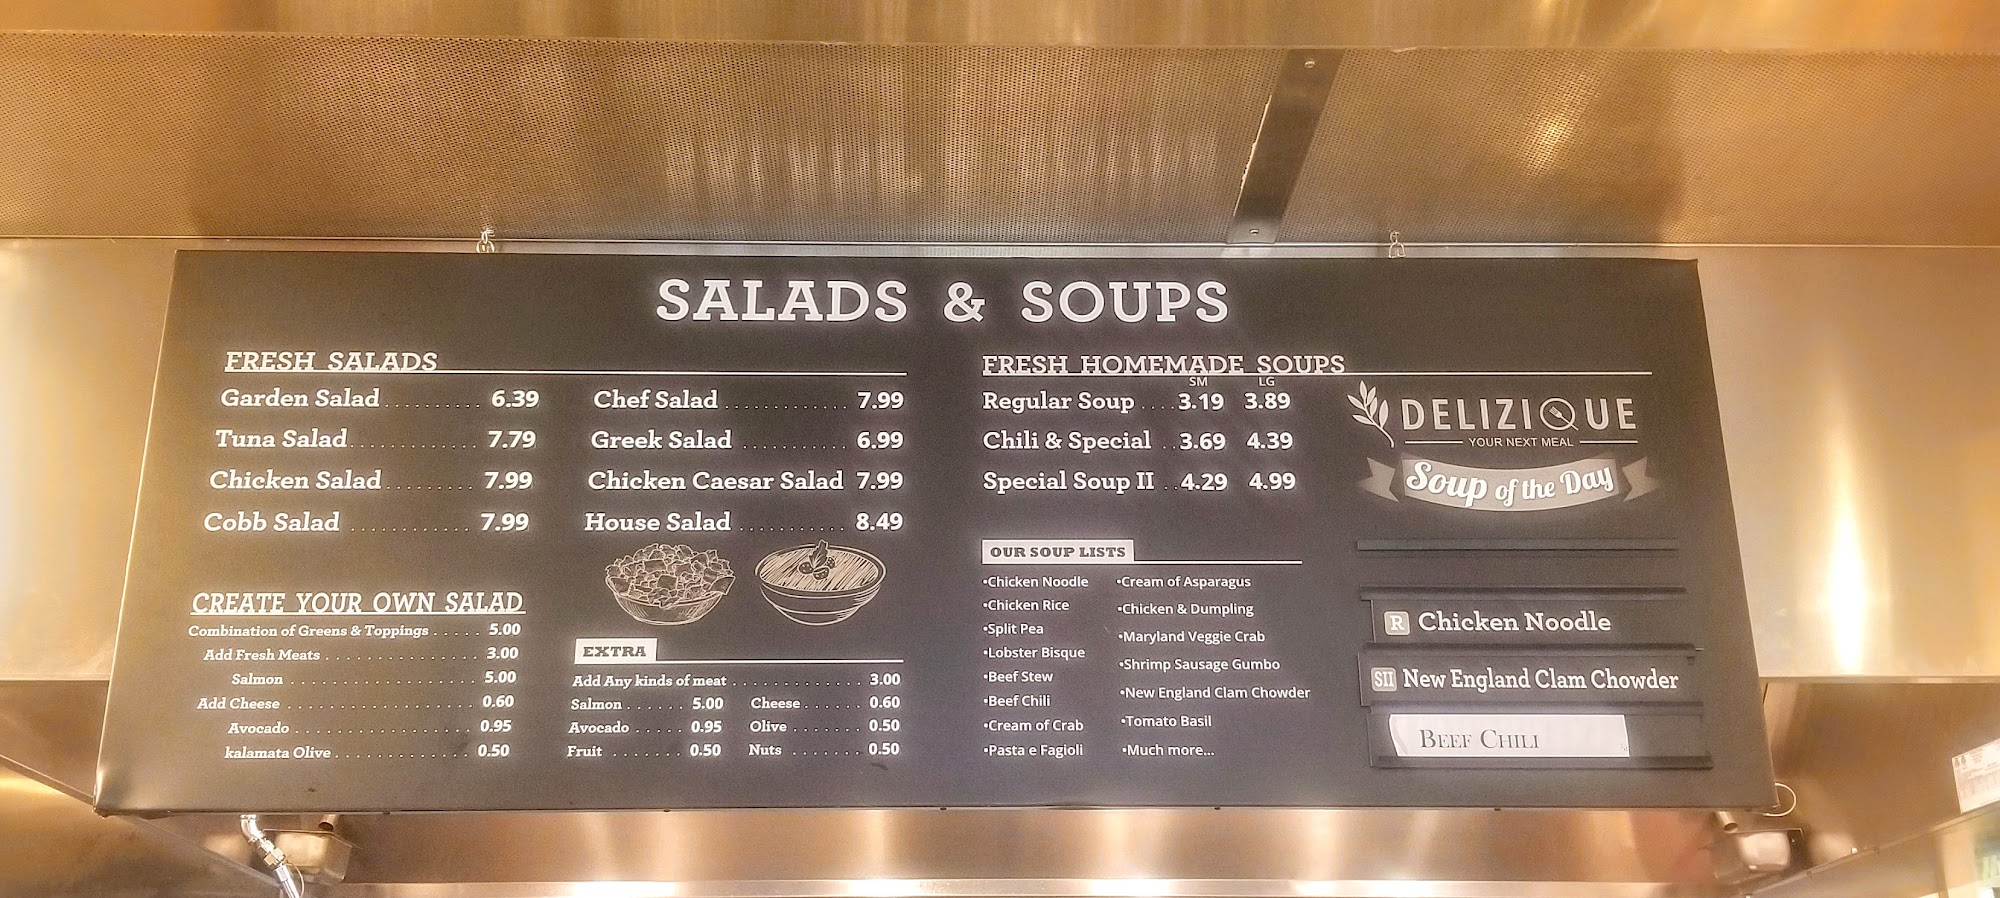 SALADS & SOUPS
FRESH SALADS
Garden Salad .......... 6.39
Tuna Salad ............ 7.79
Chicken Salad ......... 7.99
Cobb Salad ............ 7.99
Chef Salad ............ 7.99
Greek Salad ........... 6.99
Chicken Caesar Salad 7.99
House Salad ........... 8.49
CREATE YOUR OWN SALAD
Combination of Greens & Toppings ..... 5.00
Add Fresh Meats ................. 3.00
Salmon .................... 5.00
Add Cheese .................... 0.60
Avocado ................... 0.95
kalamata Olive .............. 0.50
EXTRA
Add Any kinds of meat ............. 3.00
Salmon ...... 5.00
Avocado ..... 0.95
Fruit ....... 0.50
Cheese ...... 0.60
Olive ....... 0.50
Nuts ....... 0.50
FRESH HOMEMADE SOUPS
SM LG
Regular Soup .... 3.19 3.89
Chili & Special .. 3.69 4.39
Special Soup II .. 4.29 4.99
OUR SOUP LISTS
•Chicken Noodle
•Chicken Rice
•Split Pea
•Lobster Bisque
•Beef Stew
•Beef Chili
•Cream of Crab
•Pasta e Fagioli
•Cream of Asparagus
•Chicken & Dumpling
•Maryland Veggie Crab
•Shrimp Sausage Gumbo
•New England Clam Chowder
•Tomato Basil
•Much more...
DELIZIQUE
YOUR NEXT MEAL
Soup of the Day
R Chicken Noodle
SII New England Clam Chowder
BEEF CHILI